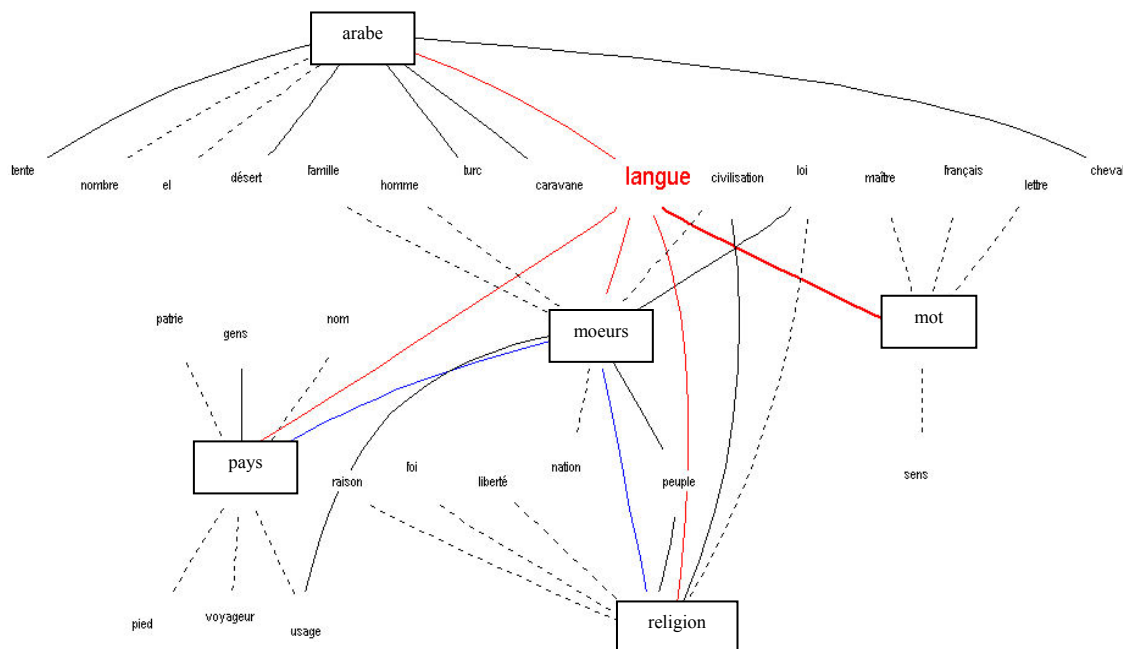 arabe
tente
nombre
el
désert
famille
homme
turc
caravane
langue
civilisation
loi
maître
français
lettre
cheval
patrie
gens
nom
moeurs
mot
pays
raison
foi
liberté
nation
peuple
sens
pied
voyageur
usage
religion